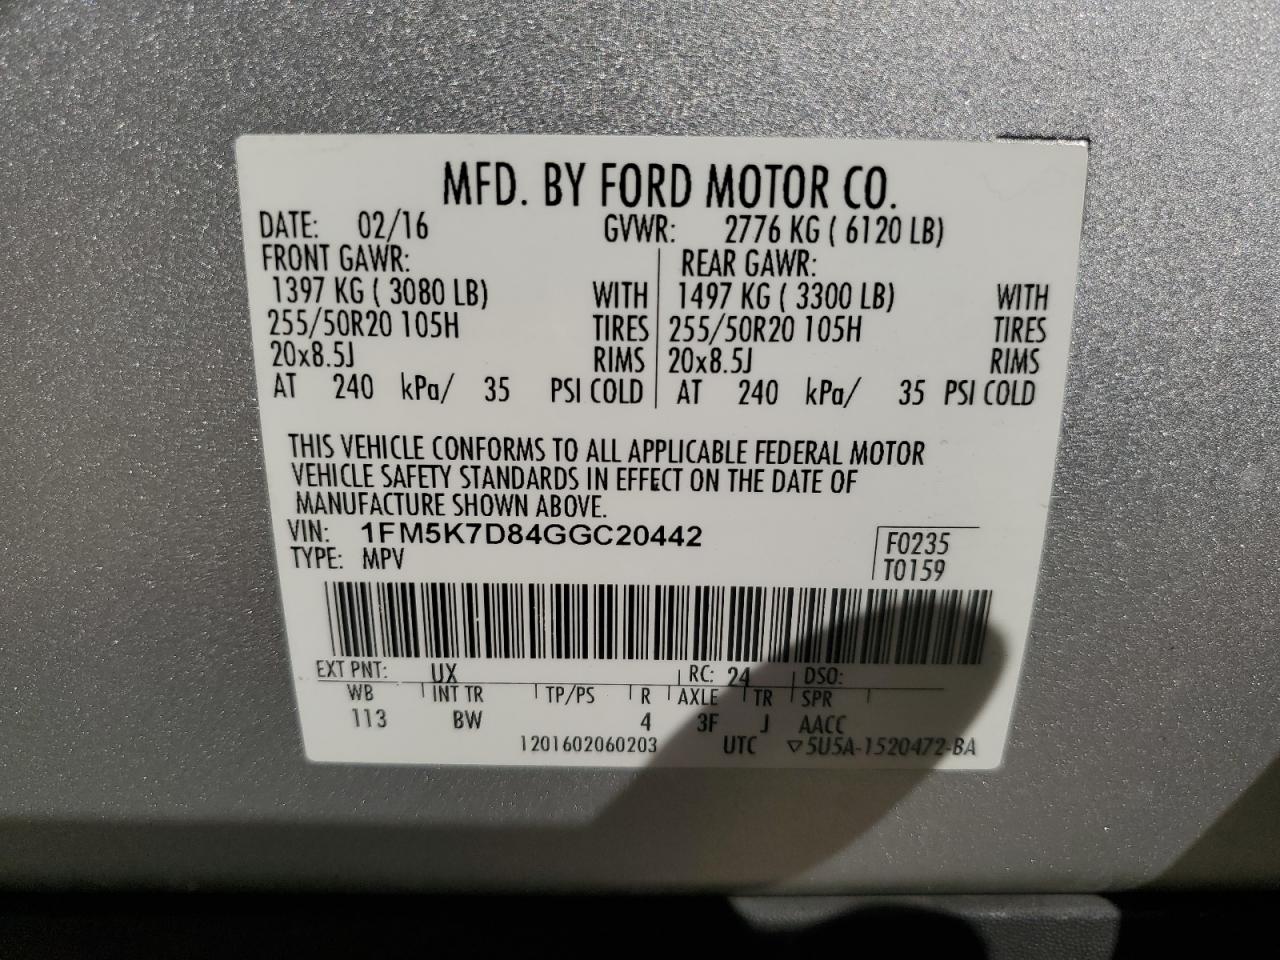 MFD. BY FORD MOTOR CO.
DATE: 02/16 GVWR: 2776 KG ( 6120 LB)
FRONT GAWR: REAR GAWR:
1397 KG ( 3080 LB) WITH 1497 KG ( 3300 LB) WITH
255/50R20 105H TIRES 255/50R20 105H TIRES
20x8.5J RIMS 20x8.5J RIMS
AT 240 kPa/ 35 PSI COLD AT 240 kPa/ 35 PSI COLD
THIS VEHICLE CONFORMS TO ALL APPLICABLE FEDERAL MOTOR
VEHICLE SAFETY STANDARDS IN EFFECT ON THE DATE OF
MANUFACTURE SHOWN ABOVE.
VIN: 1FM5K7D84GGC20442 F0235
TYPE: MPV T0159
EXT PNT: UX RC: 24 DSO:
WB INT TR TP/PS R AXLE TR SPR
113 BW 4 3F J AACC
1201602060203 UTC ▽5U5A-1520472-BA